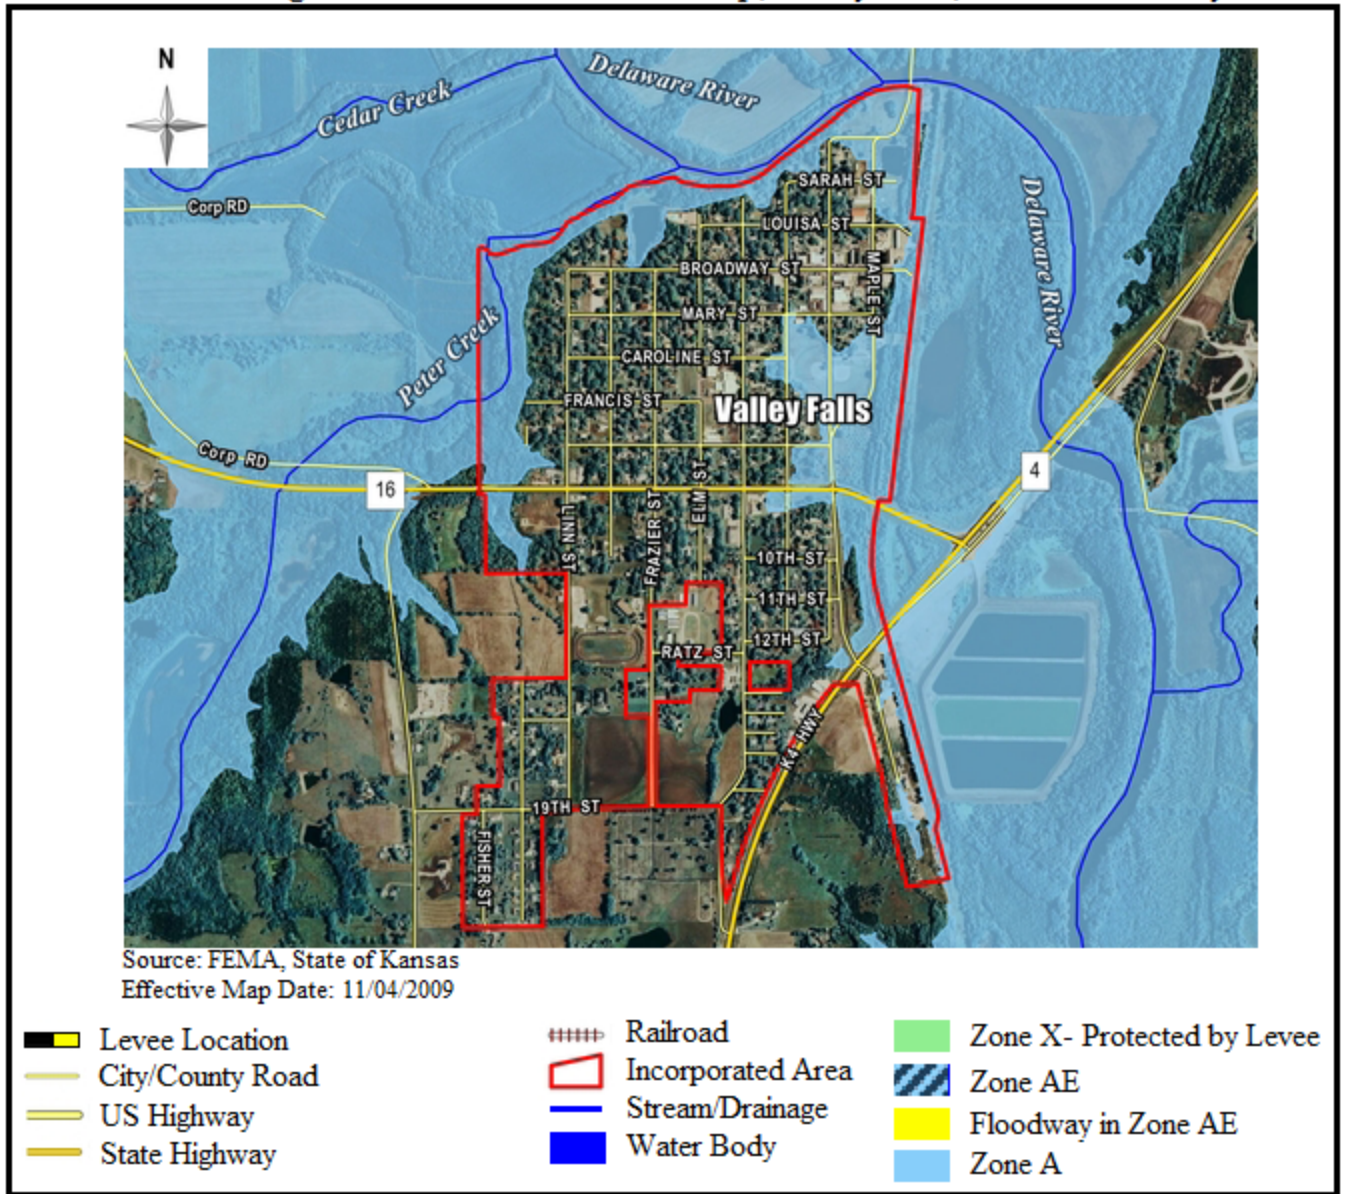 N
Delaware River
Cedar Creek
SARAH ST
Corp RD
Delaware River
LOUISA ST
BROADWAY ST
MAPLE ST
MARY ST
Peter Creek
CAROLINE ST
FRANCIS ST
Valley Falls
Corp RD
4
16
ELM ST
LINN ST
FRAZIER ST
10TH ST
11TH ST
12TH ST
RATZ ST
K4 HWY
19TH ST
FISHER ST
Source: FEMA, State of Kansas
Effective Map Date: 11/04/2009
Levee Location
City/County Road
US Highway
State Highway
Railroad
Incorporated Area
Stream/Drainage
Water Body
Zone X- Protected by Levee
Zone AE
Floodway in Zone AE
Zone A